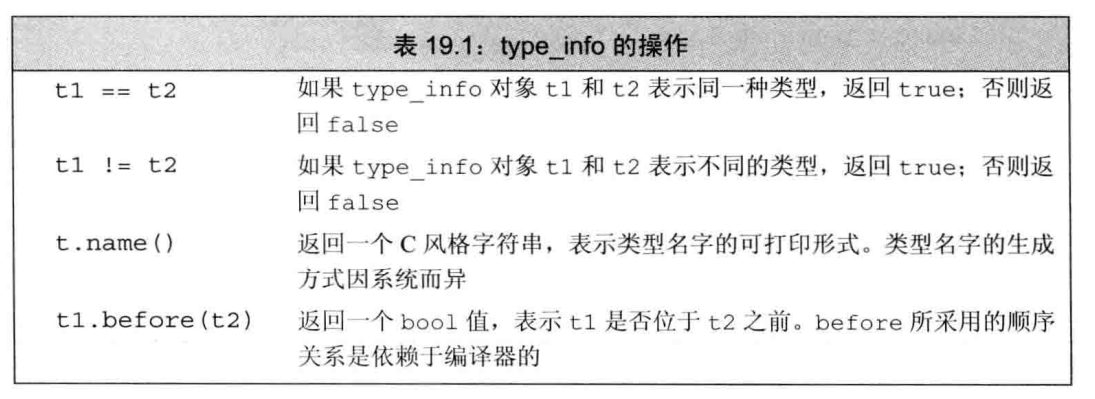 表 19.1：type_info 的操作
t1 == t2 如果 type_info 对象 t1 和 t2 表示同一种类型，返回 true；否则返
回 false
t1 != t2 如果 type_info 对象 t1 和 t2 表示不同的类型，返回 true；否则返
回 false
t.name() 返回一个 C 风格字符串，表示类型名字的可打印形式。类型名字的生成
方式因系统而异
t1.before(t2) 返回一个 bool 值，表示 t1 是否位于 t2 之前。before 所采用的顺序
关系是依赖于编译器的